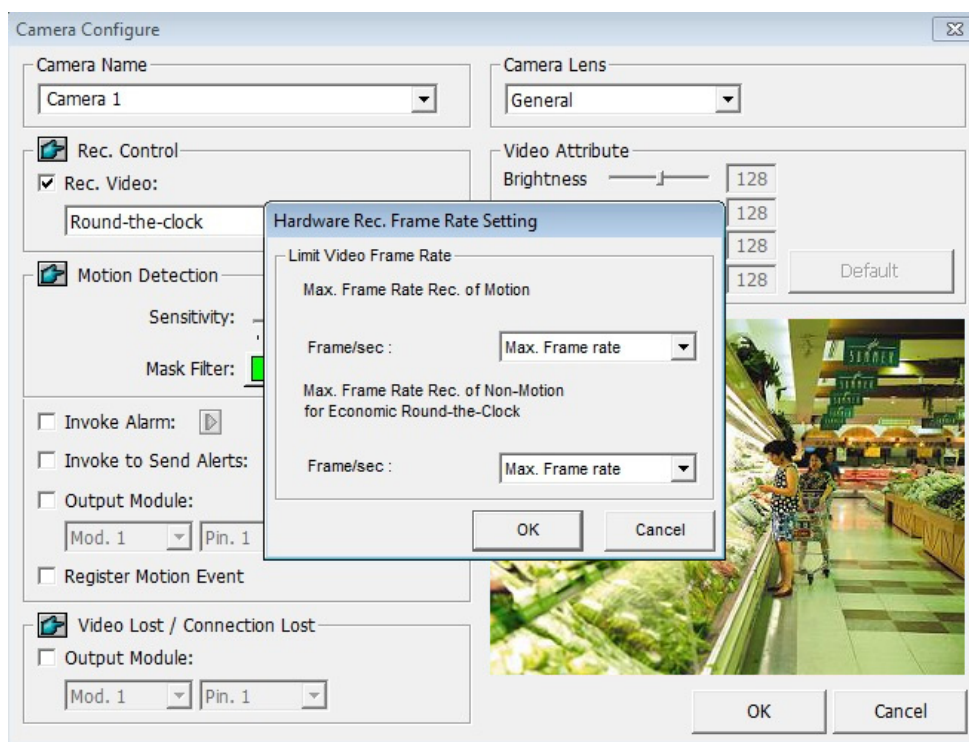 Camera Configure
Camera Name
Camera 1
Camera Lens
General
Rec. Control
Rec. Video:
Round-the-clock
Video Attribute
Brightness
128
128
128
128
Default
Motion Detection
Sensitivity:
Mask Filter:
Hardware Rec. Frame Rate Setting
Limit Video Frame Rate
Max. Frame Rate Rec. of Motion
Frame/sec :
Max. Frame rate
Max. Frame Rate Rec. of Non-Motion
for Economic Round-the-Clock
Frame/sec :
Max. Frame rate
OK
Cancel
Invoke Alarm:
Invoke to Send Alerts:
Output Module:
Mod. 1
Pin. 1
Register Motion Event
Video Lost / Connection Lost
Output Module:
Mod. 1
Pin. 1
SUMMER
SUMMER
OK
Cancel